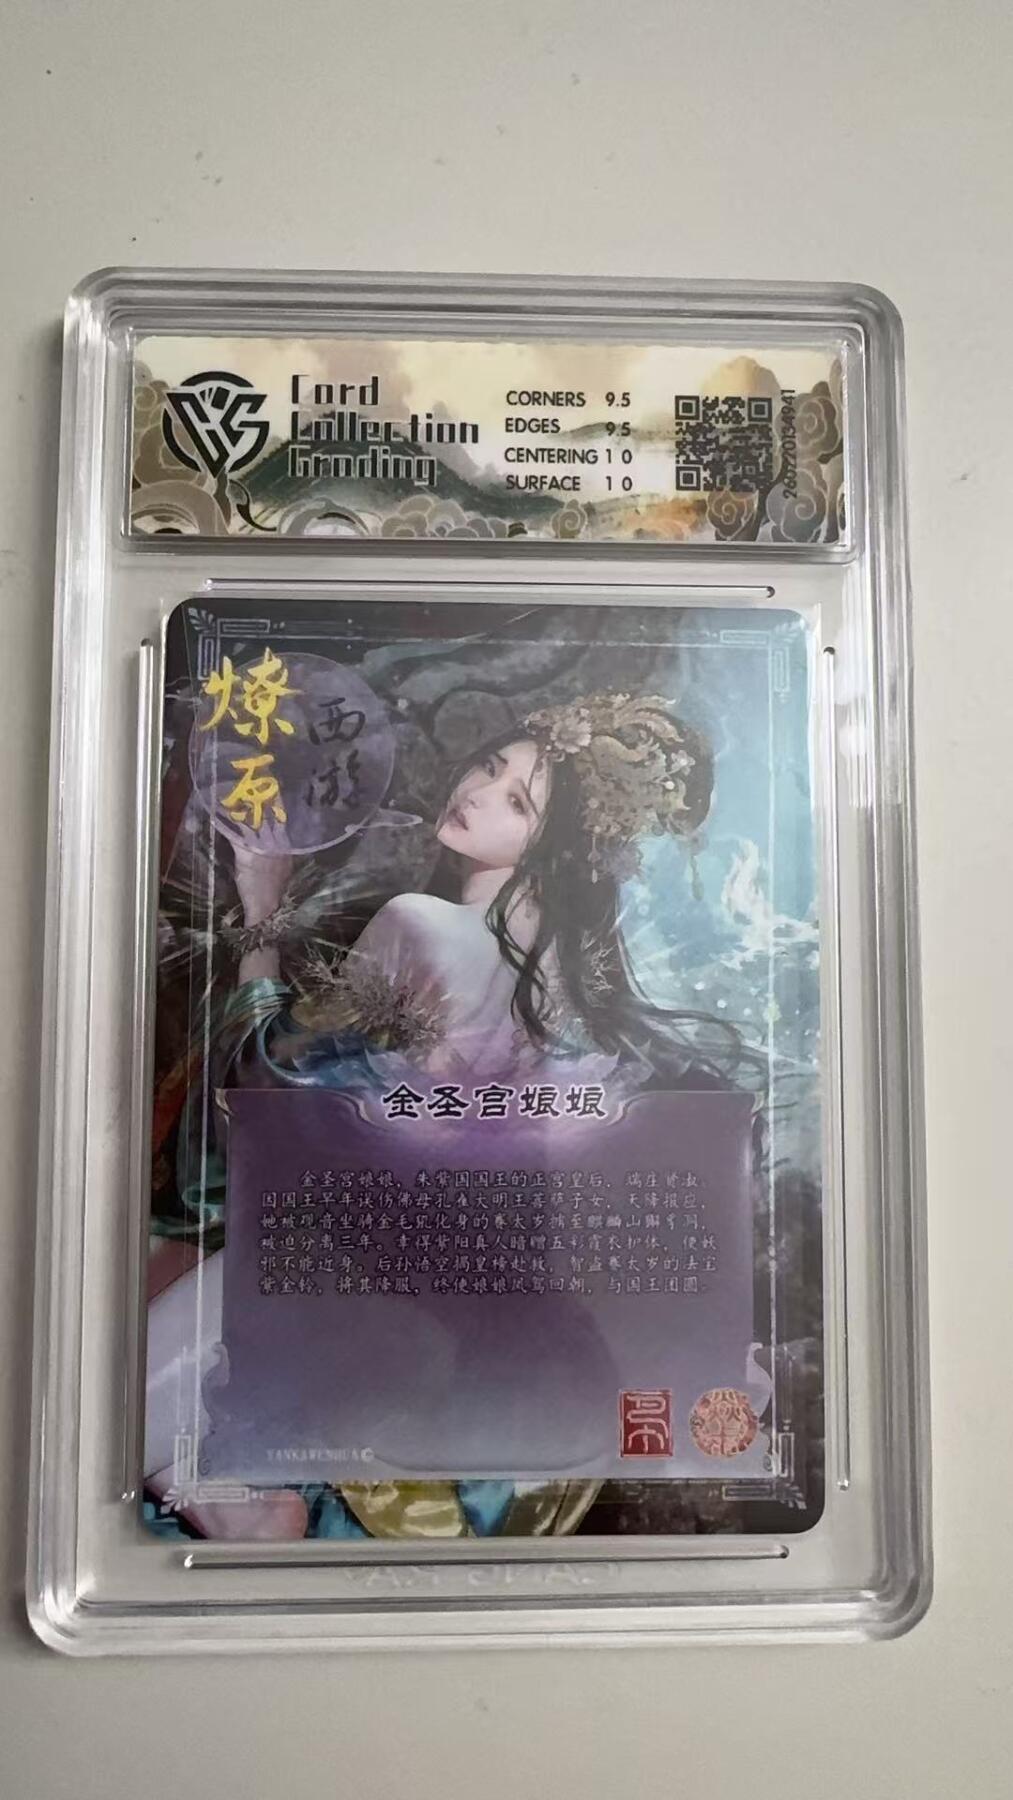 Card
Collection
Grading
CORNERS 9.5
EDGES 9.5
CENTERING 10
SURFACE 10
260722013494​1
燎原
西游
金圣宫娘娘
金圣宫娘娘，朱紫国国王的正宫皇后，端庄贤淑。
因国王早年误伤佛母孔雀大明王菩萨子女，天降报应，
她被观音坐骑金毛犼化身的赛太岁掳至麒麟山獬豸洞，
被迫分离三年。幸得紫阳真人暗赠五彩霞衣护体，使妖
邪不能近身。后孙悟空揭皇榜赴救，智盗赛太岁的法宝
紫金铃，将其降服，终使娘娘凤驾回朝，与国王团圆。
YANKAWENHUA©